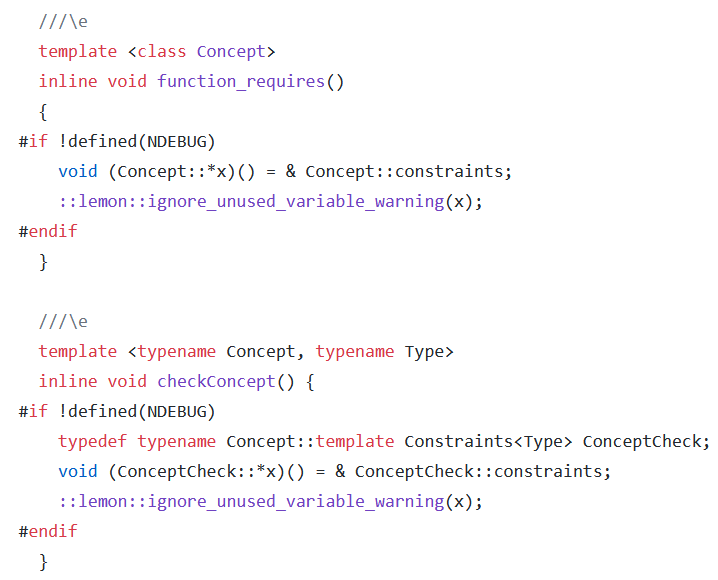 ///\e
  template <class Concept>
  inline void function_requires()
  {
#if !defined(NDEBUG)
    void (Concept::*x)() = & Concept::constraints;
    ::lemon::ignore_unused_variable_warning(x);
#endif
  }

  ///\e
  template <typename Concept, typename Type>
  inline void checkConcept() {
#if !defined(NDEBUG)
    typedef typename Concept::template Constraints<Type> ConceptCheck;
    void (ConceptCheck::*x)() = & ConceptCheck::constraints;
    ::lemon::ignore_unused_variable_warning(x);
#endif
  }